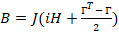 B = J(iH + (Γ^T − Γ)/2)